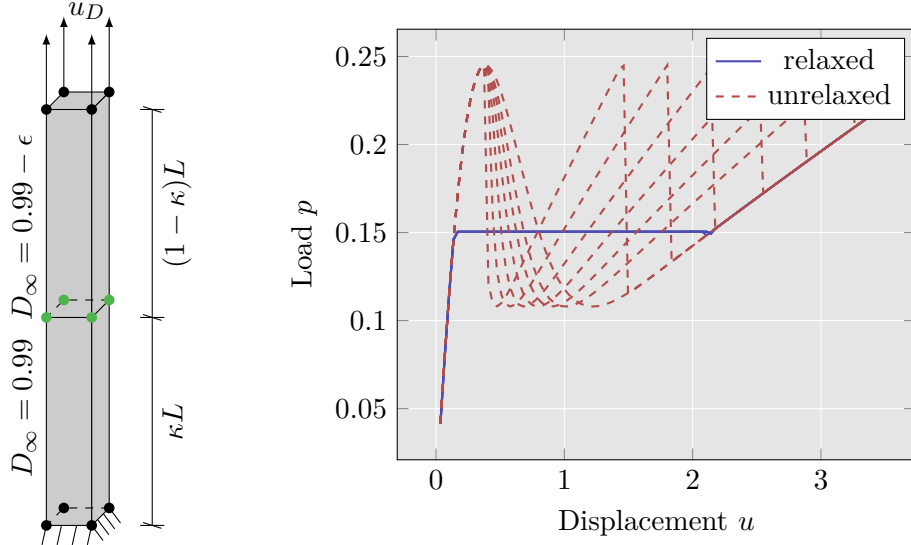 u_D
D_∞ = 0.99 − ϵ
(1 − κ)L
D_∞ = 0.99
κL
relaxed
unrelaxed
0.25
0.2
0.15
0.1
0.05
Load p
0 1 2 3
Displacement u